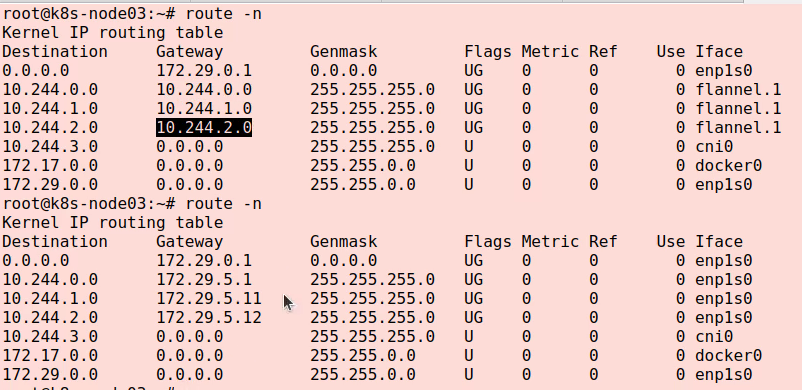 root@k8s-node03:~# route -n
Kernel IP routing table
Destination     Gateway         Genmask         Flags Metric Ref    Use Iface
0.0.0.0         172.29.0.1      0.0.0.0         UG    0      0        0 enp1s0
10.244.0.0      10.244.0.0      255.255.255.0   UG    0      0        0 flannel.1
10.244.1.0      10.244.1.0      255.255.255.0   UG    0      0        0 flannel.1
10.244.2.0      10.244.2.0      255.255.255.0   UG    0      0        0 flannel.1
10.244.3.0      0.0.0.0         255.255.255.0   U     0      0        0 cni0
172.17.0.0      0.0.0.0         255.255.0.0     U     0      0        0 docker0
172.29.0.0      0.0.0.0         255.255.0.0     U     0      0        0 enp1s0
root@k8s-node03:~# route -n
Kernel IP routing table
Destination     Gateway         Genmask         Flags Metric Ref    Use Iface
0.0.0.0         172.29.0.1      0.0.0.0         UG    0      0        0 enp1s0
10.244.0.0      172.29.5.1      255.255.255.0   UG    0      0        0 enp1s0
10.244.1.0      172.29.5.11     255.255.255.0   UG    0      0        0 enp1s0
10.244.2.0      172.29.5.12     255.255.255.0   UG    0      0        0 enp1s0
10.244.3.0      0.0.0.0         255.255.255.0   U     0      0        0 cni0
172.17.0.0      0.0.0.0         255.255.0.0     U     0      0        0 docker0
172.29.0.0      0.0.0.0         255.255.0.0     U     0      0        0 enp1s0